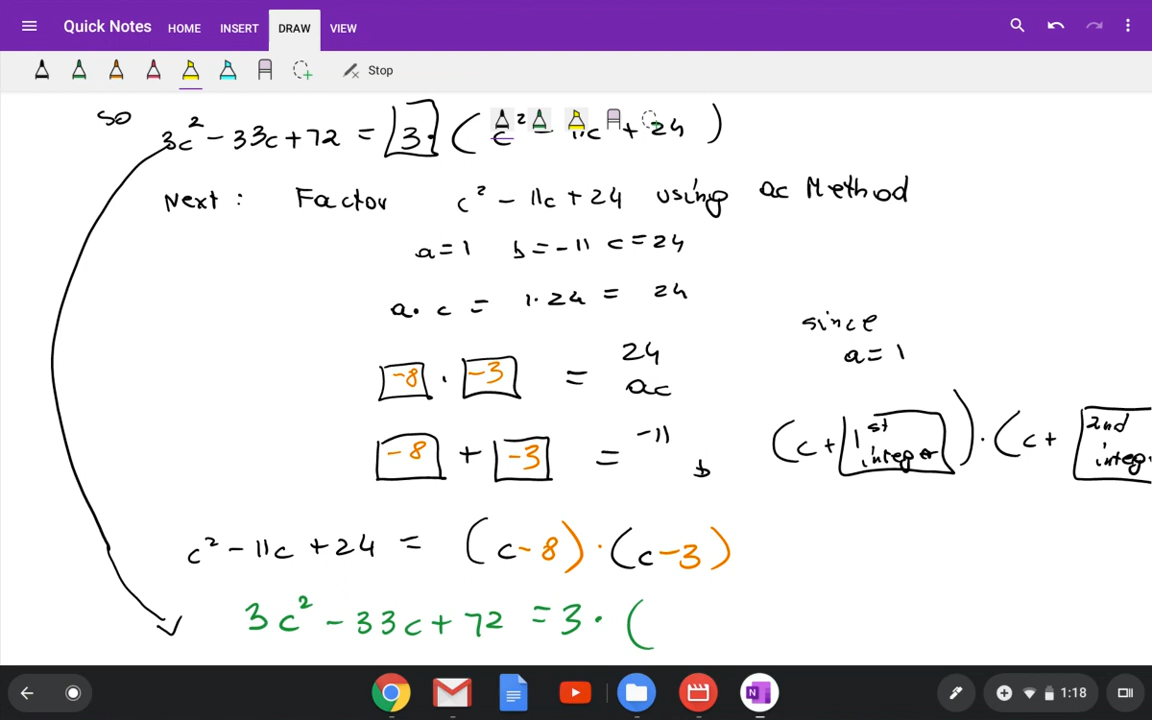 Quick Notes HOME INSERT DRAW VIEW
Stop
so
3c² - 33c + 72 = 3· ( c² - 11c + 24 )
Next : Factor c² - 11c + 24 using ac Method
a = 1 b = -11 c = 24
a · c = 1·24 = 24
since
a = 1
24
-8 · -3 = ac
-11
-8 + -3 = b
(c + 1st integer) · (c + 2nd integ
c² - 11c + 24 = (c - 8) · (c - 3)
3c² - 33c + 72 = 3 · (
1:18